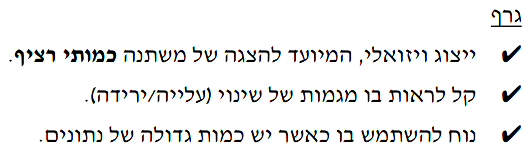 גרף
✔ ייצוג ויזואלי, המיועד להצגה של משתנה כמותי רציף.
✔ קל לראות בו מגמות של שינוי (עלייה/ירידה).
✔ נוח להשתמש בו כאשר יש כמות גדולה של נתונים.